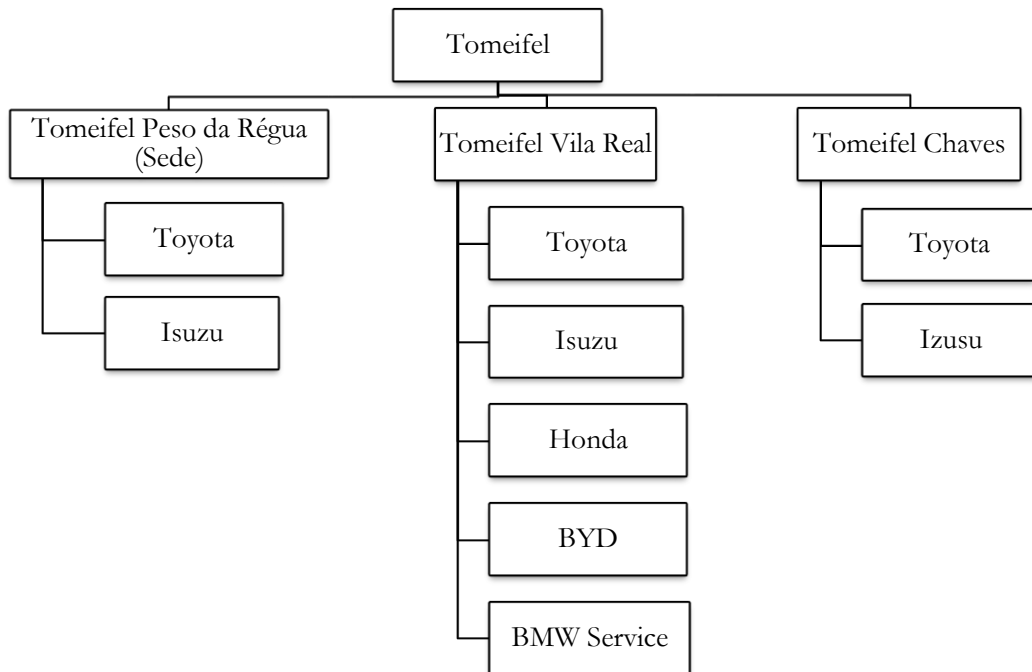 Tomeifel
Tomeifel Peso da Régua
(Sede)
Toyota
Isuzu
Tomeifel Vila Real
Toyota
Isuzu
Honda
BYD
BMW Service
Tomeifel Chaves
Toyota
Izusu